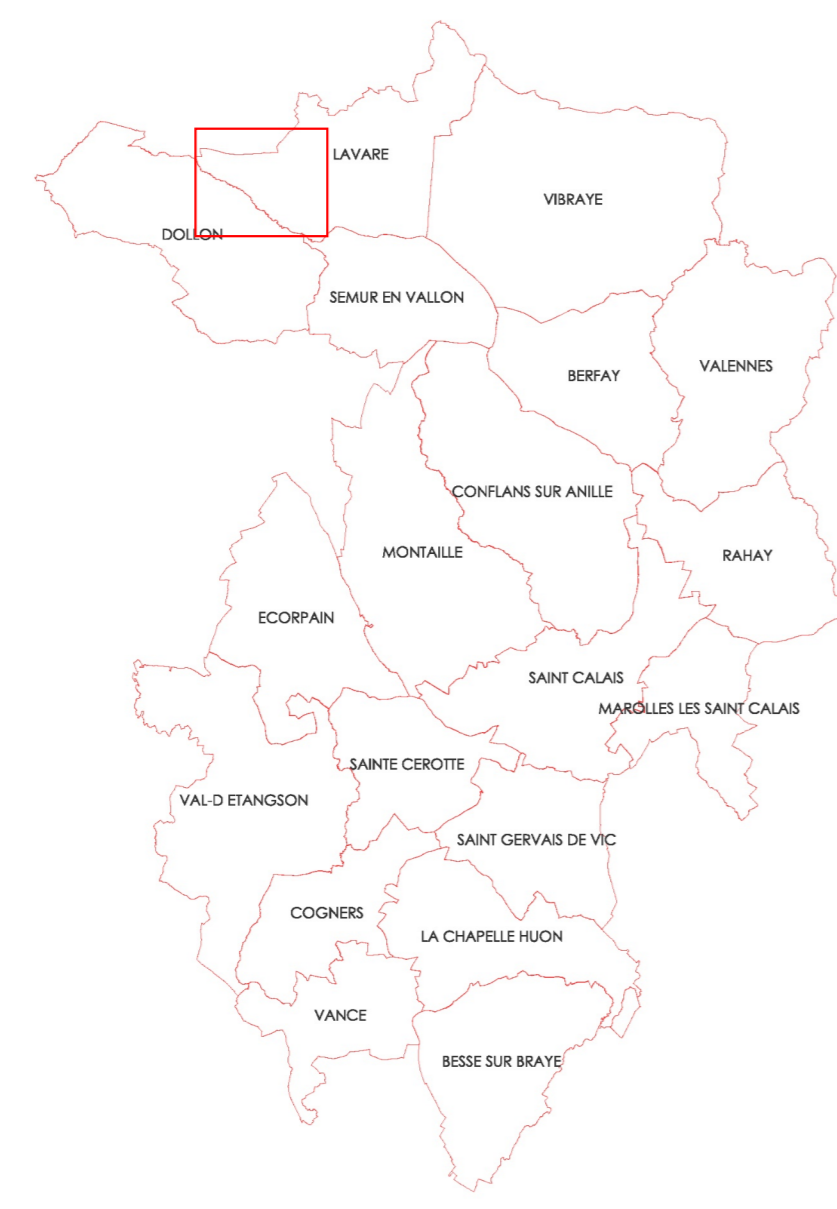 LAVARE
VIBRAYE
DOLLON
SEMUR EN VALLON
VALENNES
BERFAY
CONFLANS SUR ANILLE
MONTAILLE
RAHAY
ECORPAIN
SAINT CALAIS
MAROLLES LES SAINT CALAIS
SAINTE CEROTTE
VAL-D ETANGSON
SAINT GERVAIS DE VIC
COGNERS
LA CHAPELLE HUON
VANCE
BESSE SUR BRAYE